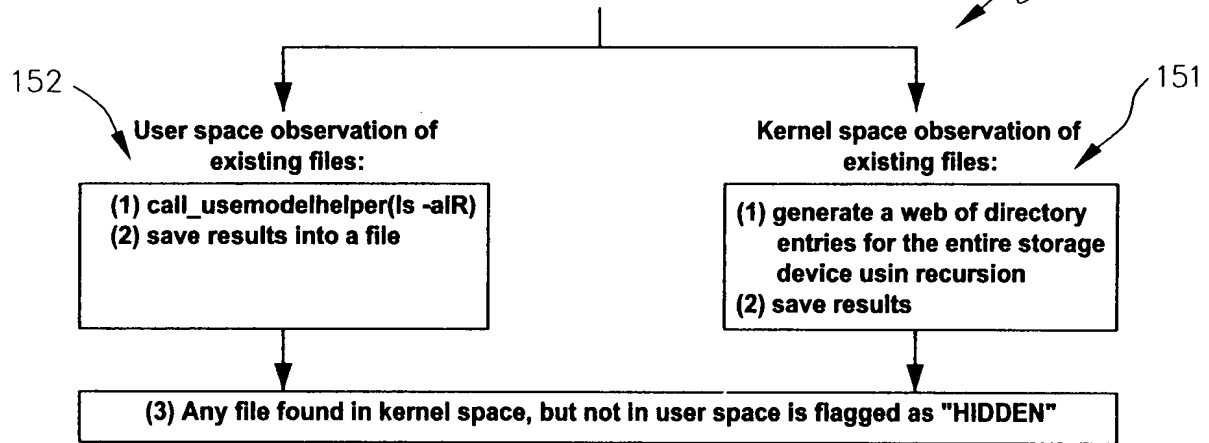 152
151
User space observation of
existing files:
(1) call_usemodelhelper(ls -alR)
(2) save results into a file
Kernel space observation of
existing files:
(1) generate a web of directory
entries for the entire storage
device usin recursion
(2) save results
(3) Any file found in kernel space, but not in user space is flagged as "HIDDEN"